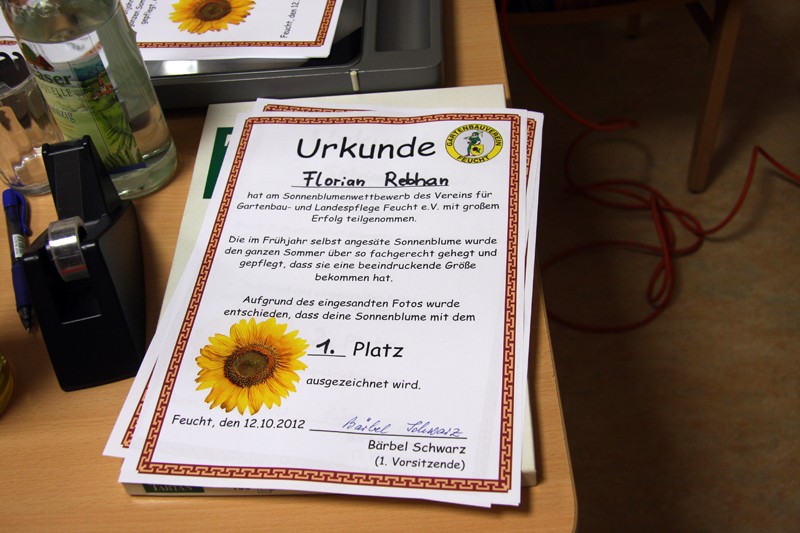 Urkunde
GARTENBAUVEREIN
FEUCHT
Florian Rebhan
hat am Sonnenblumenwettbewerb des Vereins für
Gartenbau- und Landespflege Feucht e.V. mit großem
Erfolg teilgenommen.
Die im Frühjahr selbst angesäte Sonnenblume wurde
den ganzen Sommer über so fachgerecht gehegt und
gepflegt, dass sie eine beeindruckende Größe
bekommen hat.
Aufgrund des eingesandten Fotos wurde
entschieden, dass deine Sonnenblume mit dem
1. Platz
ausgezeichnet wird.
Feucht, den 12.10.2012 Bärbel Schwarz
Bärbel Schwarz
(1. Vorsitzende)